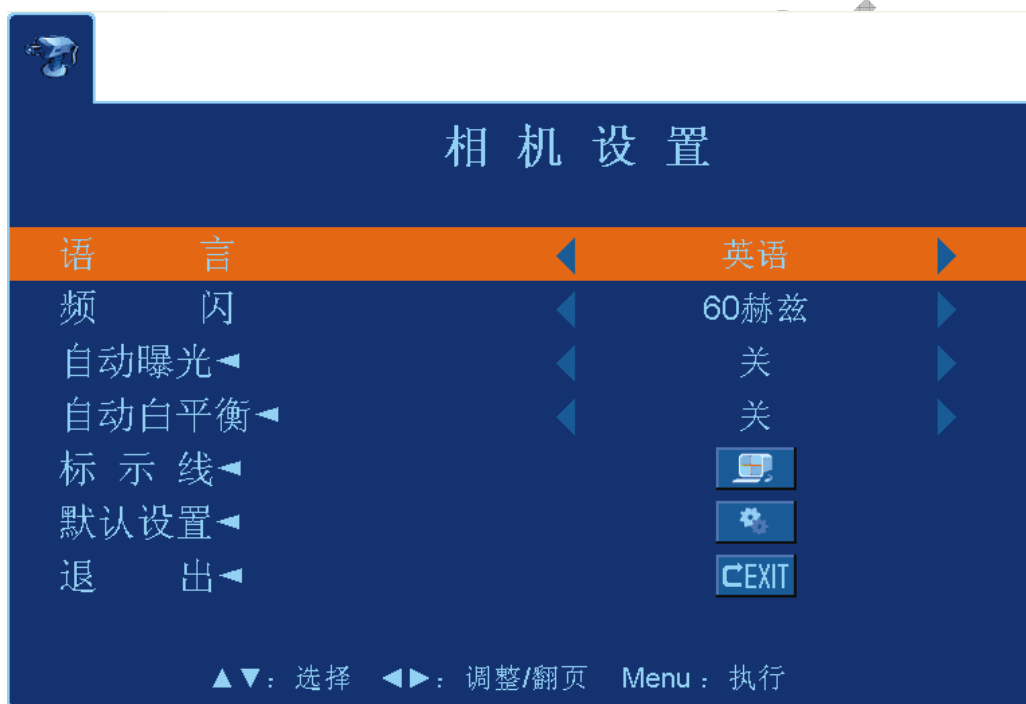 相机设置
语言 ◀ 英语 ▶
频闪 ◀ 60赫兹 ▶
自动曝光◄ ◀ 关 ▶
自动白平衡◄ ◀ 关 ▶
标示线◄
默认设置◄
退出◄ EXIT
▲▼：选择 ◀▶：调整/翻页 Menu：执行